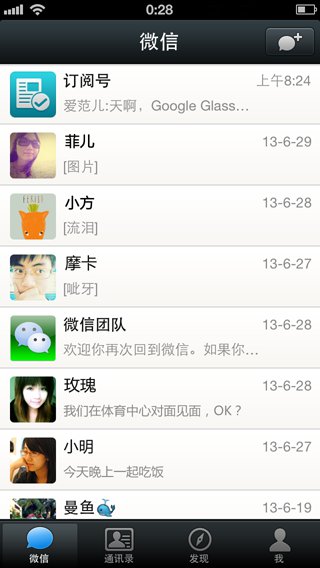 0:28
微信
订阅号
上午8:24
爱范儿:天啊，Google Glass…
菲儿
13-6-29
[图片]
小方
13-6-28
[流泪]
摩卡
13-6-27
[呲牙]
微信团队
13-6-28
欢迎你再次回到微信。如果你…
玫瑰
13-6-28
我们在体育中心对面见面，OK？
小明
13-6-27
今天晚上一起吃饭
曼鱼
13-6-19
微信
通讯录
发现
我